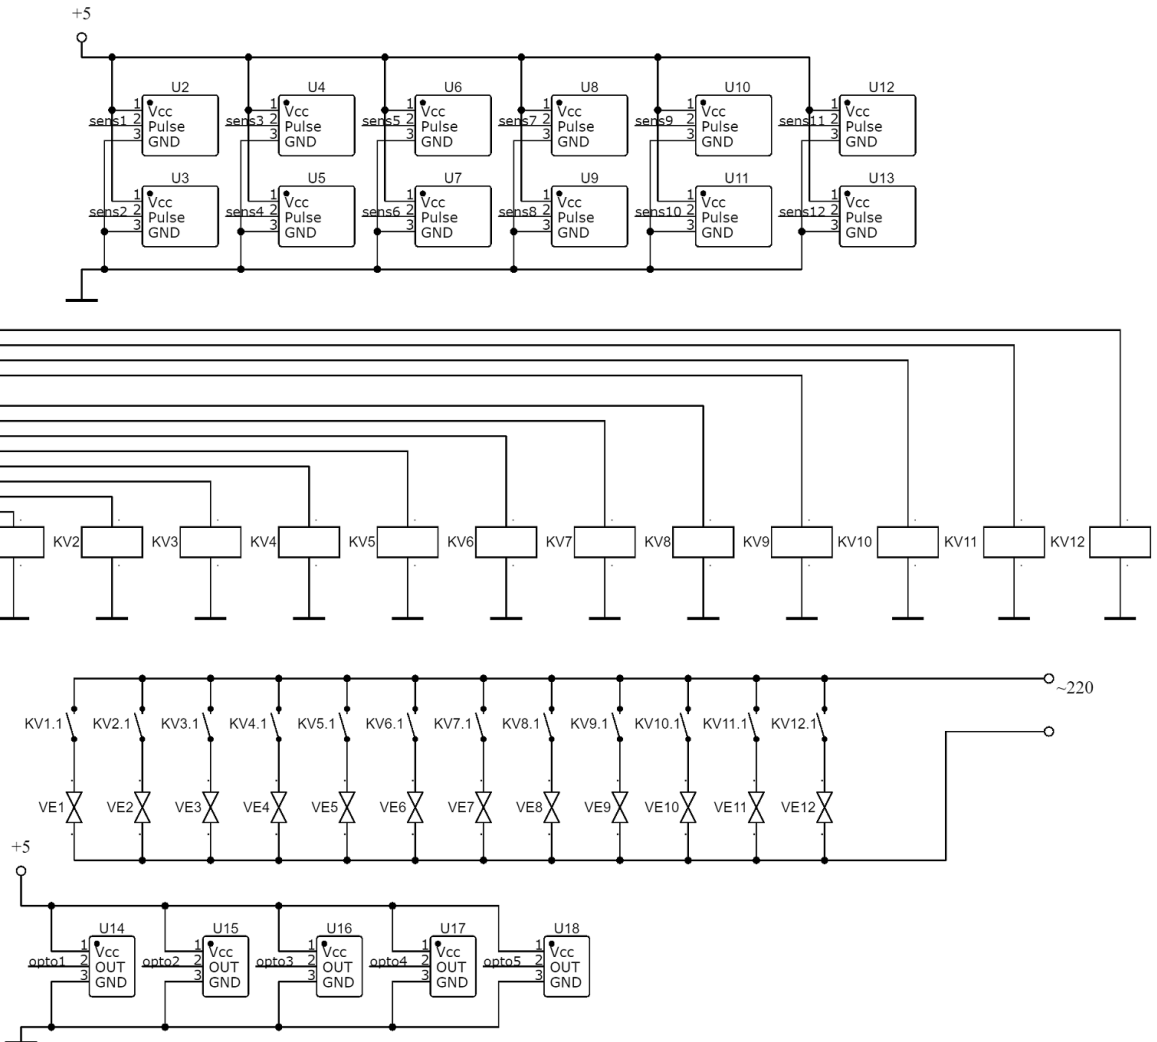 +5
U2 U4 U6 U8 U10 U12
1 Vcc 1 Vcc 1 Vcc 1 Vcc 1 Vcc 1 Vcc
sens1 2 Pulse sens3 2 Pulse sens5 2 Pulse sens7 2 Pulse sens9 2 Pulse sens11 2 Pulse
3 GND 3 GND 3 GND 3 GND 3 GND 3 GND
U3 U5 U7 U9 U11 U13
1 Vcc 1 Vcc 1 Vcc 1 Vcc 1 Vcc 1 Vcc
sens2 2 Pulse sens4 2 Pulse sens6 2 Pulse sens8 2 Pulse sens10 2 Pulse sens12 2 Pulse
3 GND 3 GND 3 GND 3 GND 3 GND 3 GND
KV2 KV3 KV4 KV5 KV6 KV7 KV8 KV9 KV10 KV11 KV12
~220
KV1.1 KV2.1 KV3.1 KV4.1 KV5.1 KV6.1 KV7.1 KV8.1 KV9.1 KV10.1 KV11.1 KV12.1
VE1 VE2 VE3 VE4 VE5 VE6 VE7 VE8 VE9 VE10 VE11 VE12
+5
U14 U15 U16 U17 U18
1 Vcc 1 Vcc 1 Vcc 1 Vcc 1 Vcc
opto1 2 OUT opto2 2 OUT opto3 2 OUT opto4 2 OUT opto5 2 OUT
3 GND 3 GND 3 GND 3 GND 3 GND